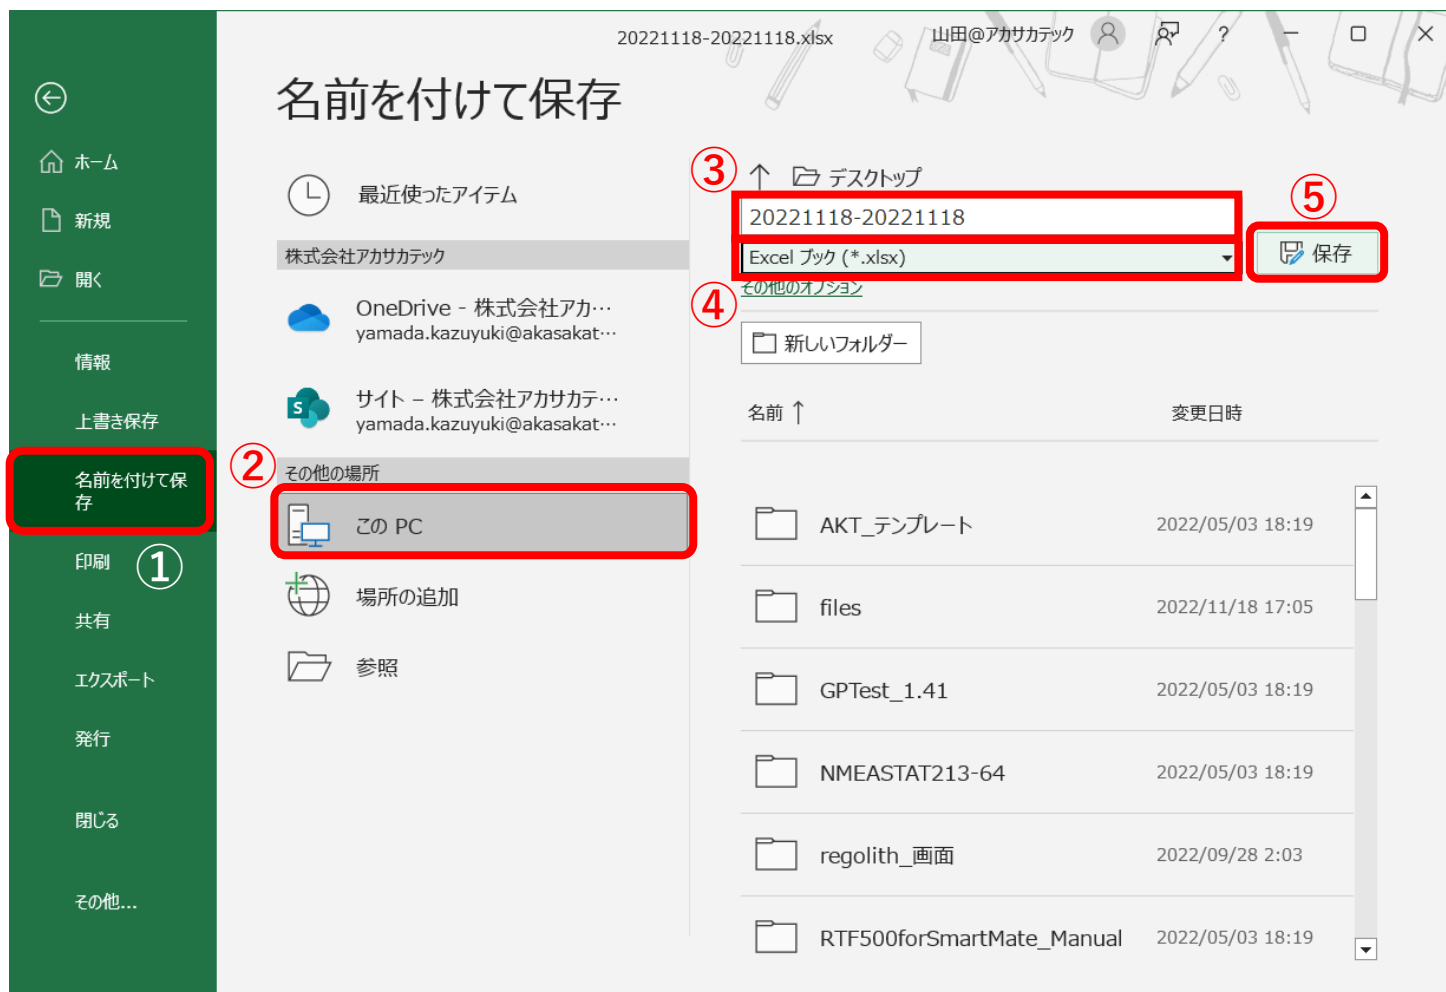 20221118-20221118.xlsx
山田@アカサカテック
?
名前を付けて保存
ホーム
新規
開く
情報
上書き保存
名前を付けて保
存
①
印刷
共有
エクスポート
発行
閉じる
その他...
最近使ったアイテム
株式会社アカサカテック
OneDrive - 株式会社アカ…
yamada.kazuyuki@akasakat…
サイト – 株式会社アカサカテ…
yamada.kazuyuki@akasakat…
S
②
その他の場所
この PC
場所の追加
参照
③
↑ デスクトップ
20221118-20221118
Excel ブック (*.xlsx)
④
その他のオプション
⑤
保存
新しいフォルダー
名前 ↑ 変更日時
AKT_テンプレート 2022/05/03 18:19
files 2022/11/18 17:05
GPTest_1.41 2022/05/03 18:19
NMEASTAT213-64 2022/05/03 18:19
regolith_画面 2022/09/28 2:03
RTF500forSmartMate_Manual 2022/05/03 18:19